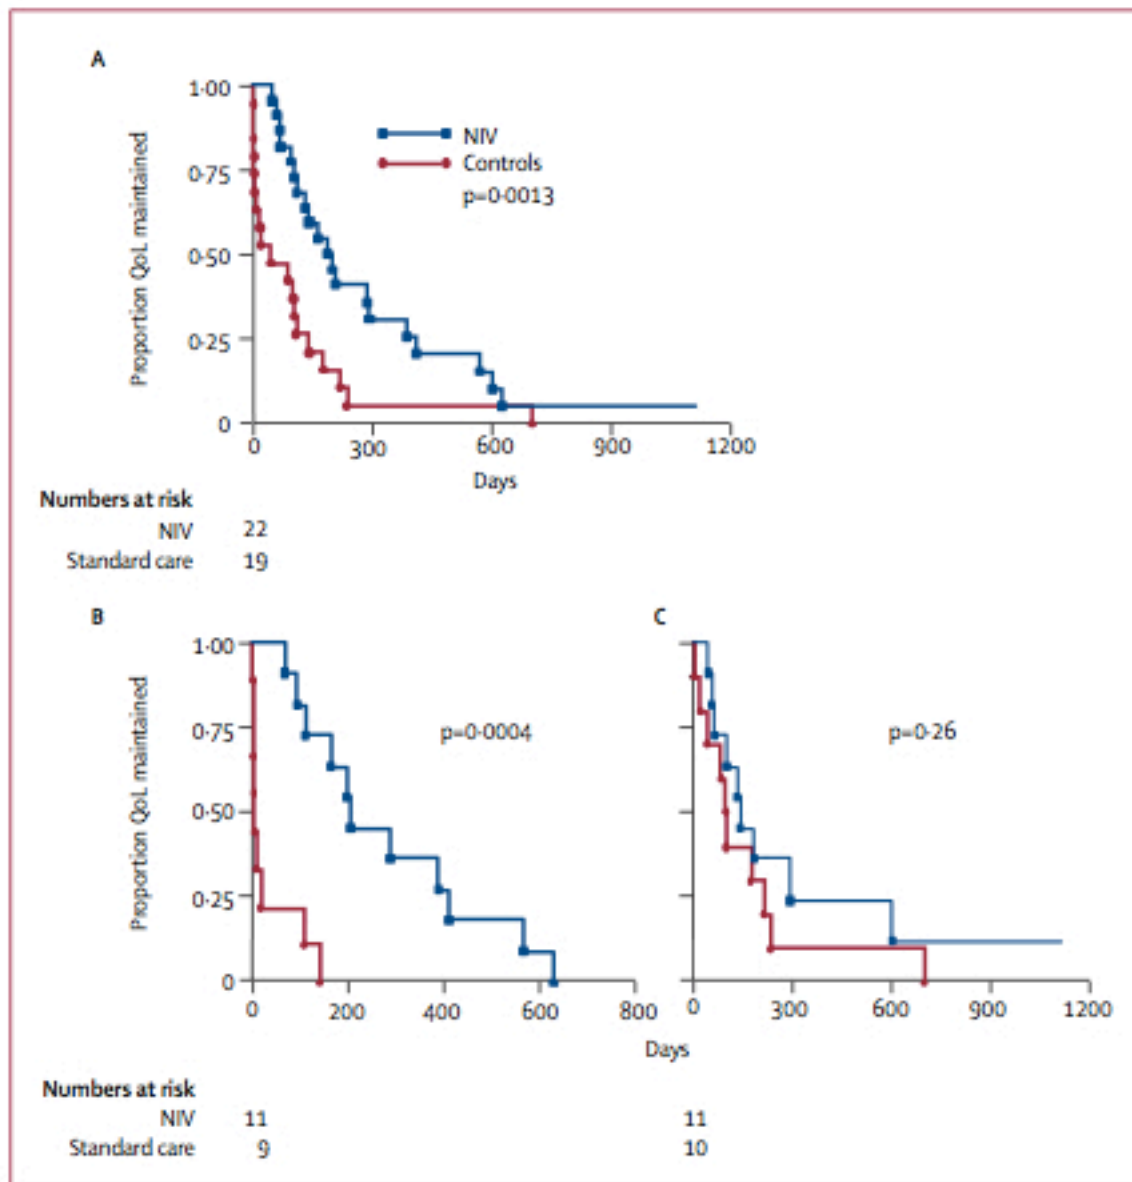 A
1·00
0·75
0·50
0·25
0
Proportion QoL maintained
NIV
Controls
p=0·0013
0 300 600 900 1200
Days
Numbers at risk
NIV 22
Standard care 19
B
1·00
0·75
0·50
0·25
0
Proportion QoL maintained
p=0·0004
0 200 400 600 800
C
p=0·26
0 300 600 900 1200
Days
Numbers at risk
NIV 11 11
Standard care 9 10